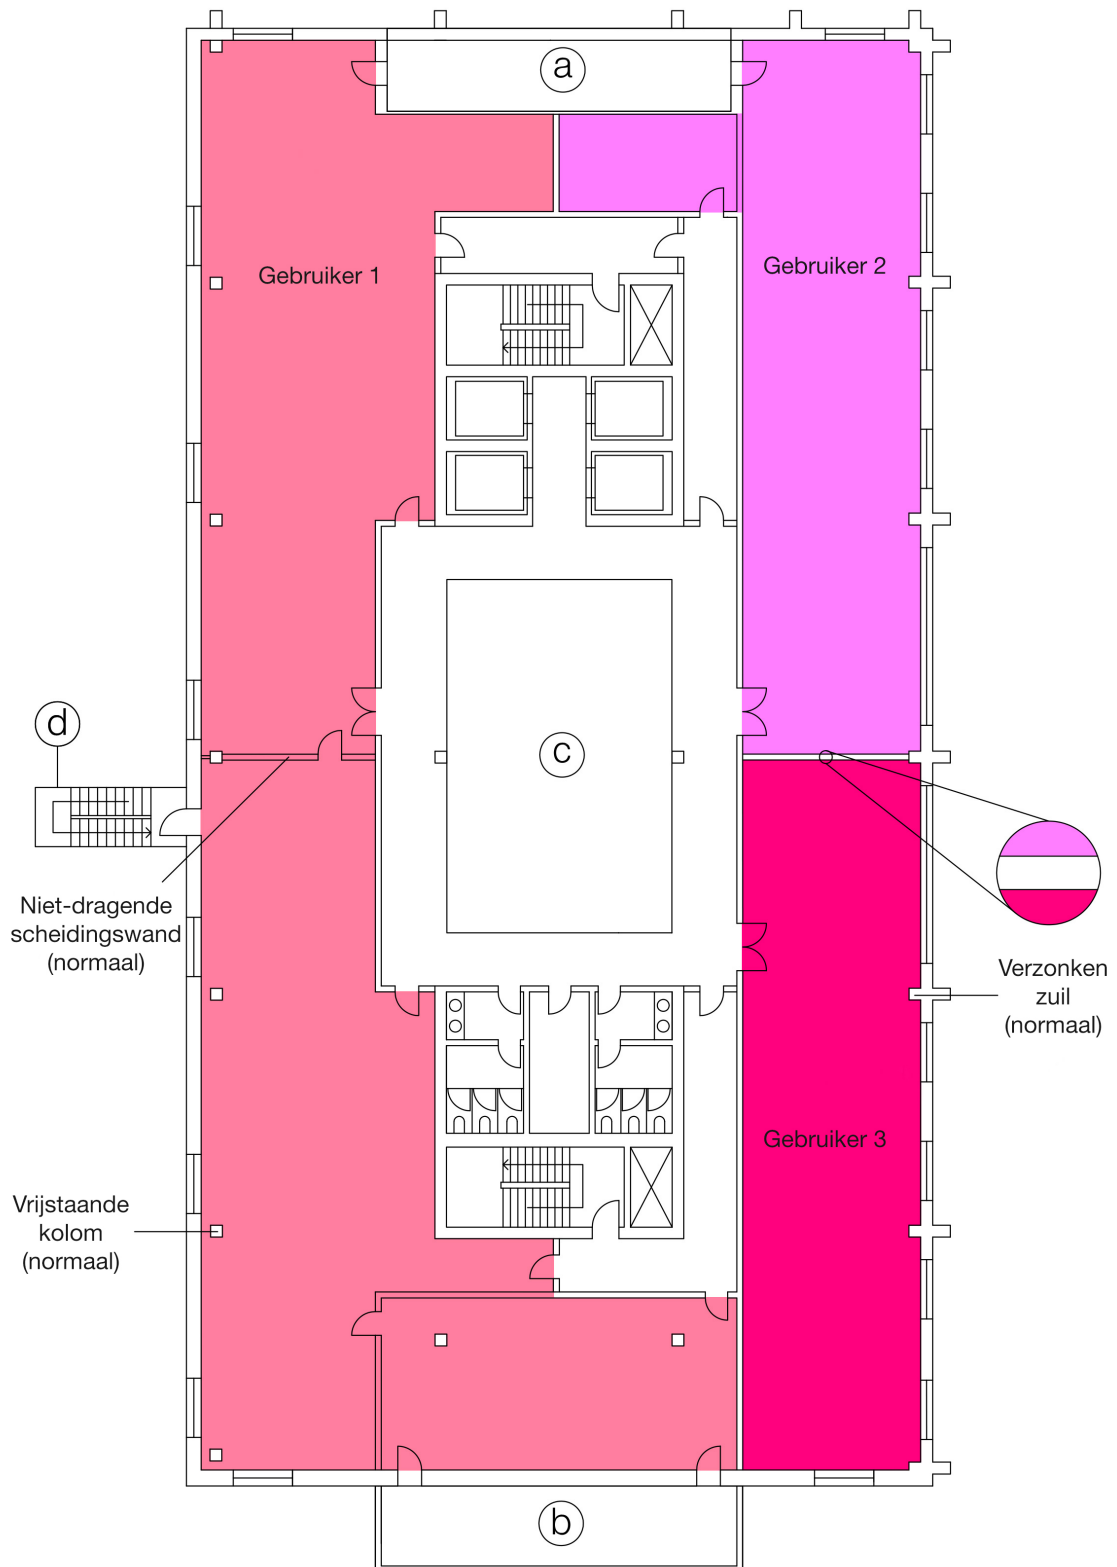 a
Gebruiker 1
Gebruiker 2
d
c
Niet-dragende
scheidingswand
(normaal)
Verzonken
zuil
(normaal)
Gebruiker 3
Vrijstaande
kolom
(normaal)
b